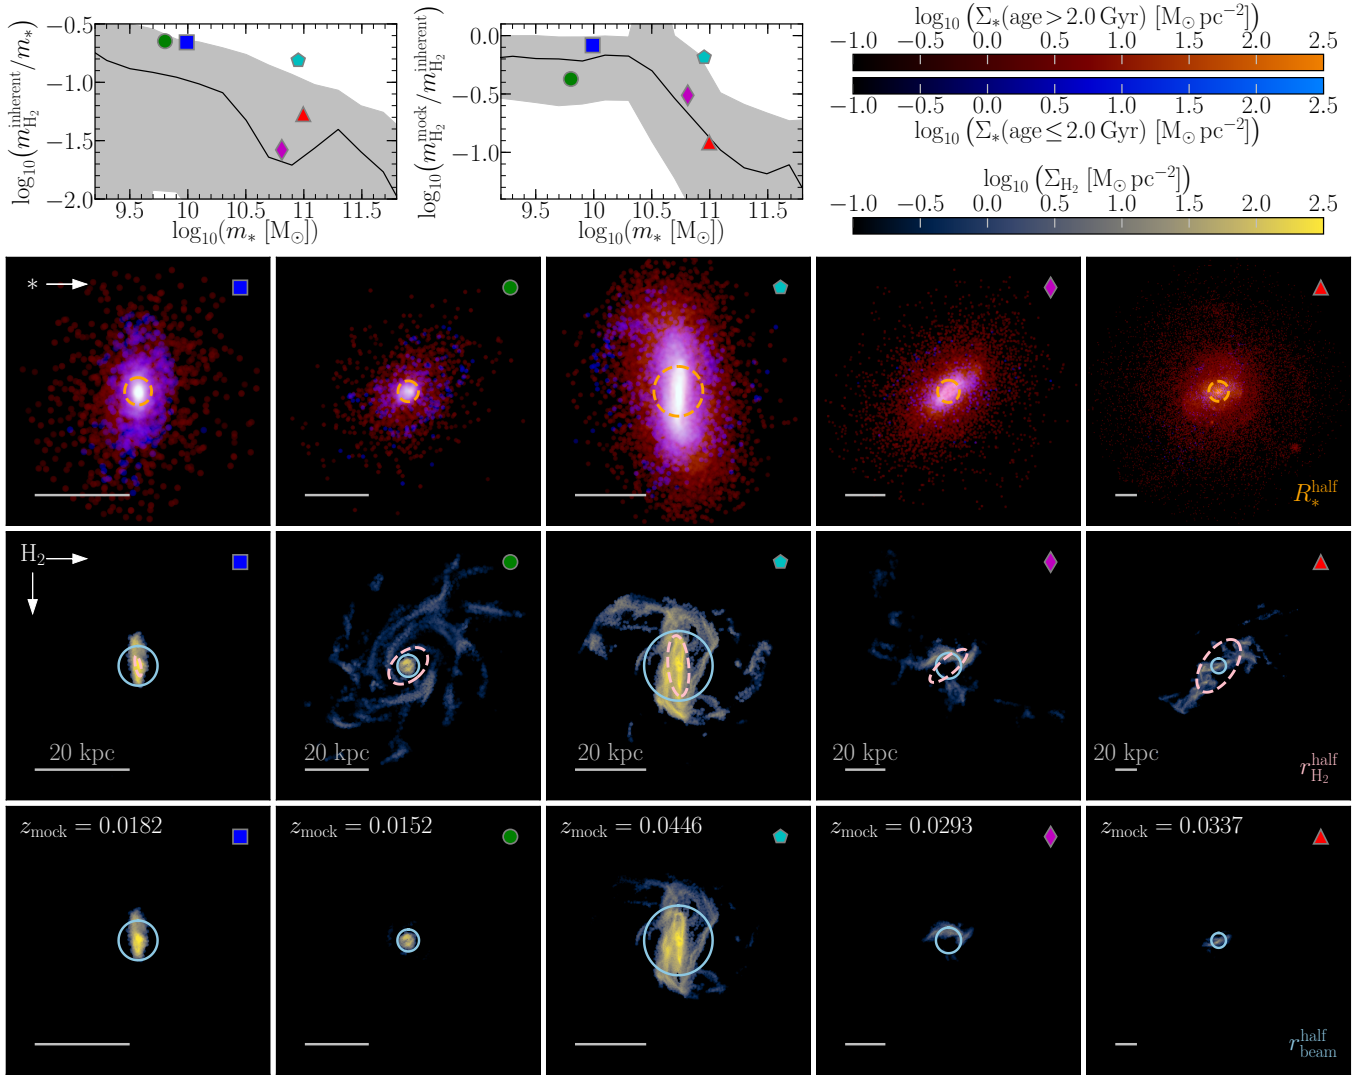 log₁₀(m_H₂^inherent/m_*)
−0.5
−1.0
−1.5
−2.0
9.5 10.0 10.5 11.0 11.5
log₁₀(m_* [M⊙])
log₁₀(m_H₂^mock/m_H₂^inherent)
0.0
−0.5
−1.0
9.5 10.0 10.5 11.0 11.5
log₁₀(m_* [M⊙])
log₁₀(Σ_*(age > 2.0 Gyr) [M⊙ pc⁻²])
−1.0 −0.5 0.0 0.5 1.0 1.5 2.0 2.5
−1.0 −0.5 0.0 0.5 1.0 1.5 2.0 2.5
log₁₀(Σ_*(age ≤ 2.0 Gyr) [M⊙ pc⁻²])
log₁₀(Σ_H₂ [M⊙ pc⁻²])
−1.0 −0.5 0.0 0.5 1.0 1.5 2.0 2.5
*
R_*^half
H₂
20 kpc
20 kpc
20 kpc
20 kpc
20 kpc
r_H₂^half
z_mock = 0.0182
z_mock = 0.0152
z_mock = 0.0446
z_mock = 0.0293
z_mock = 0.0337
r_beam^half